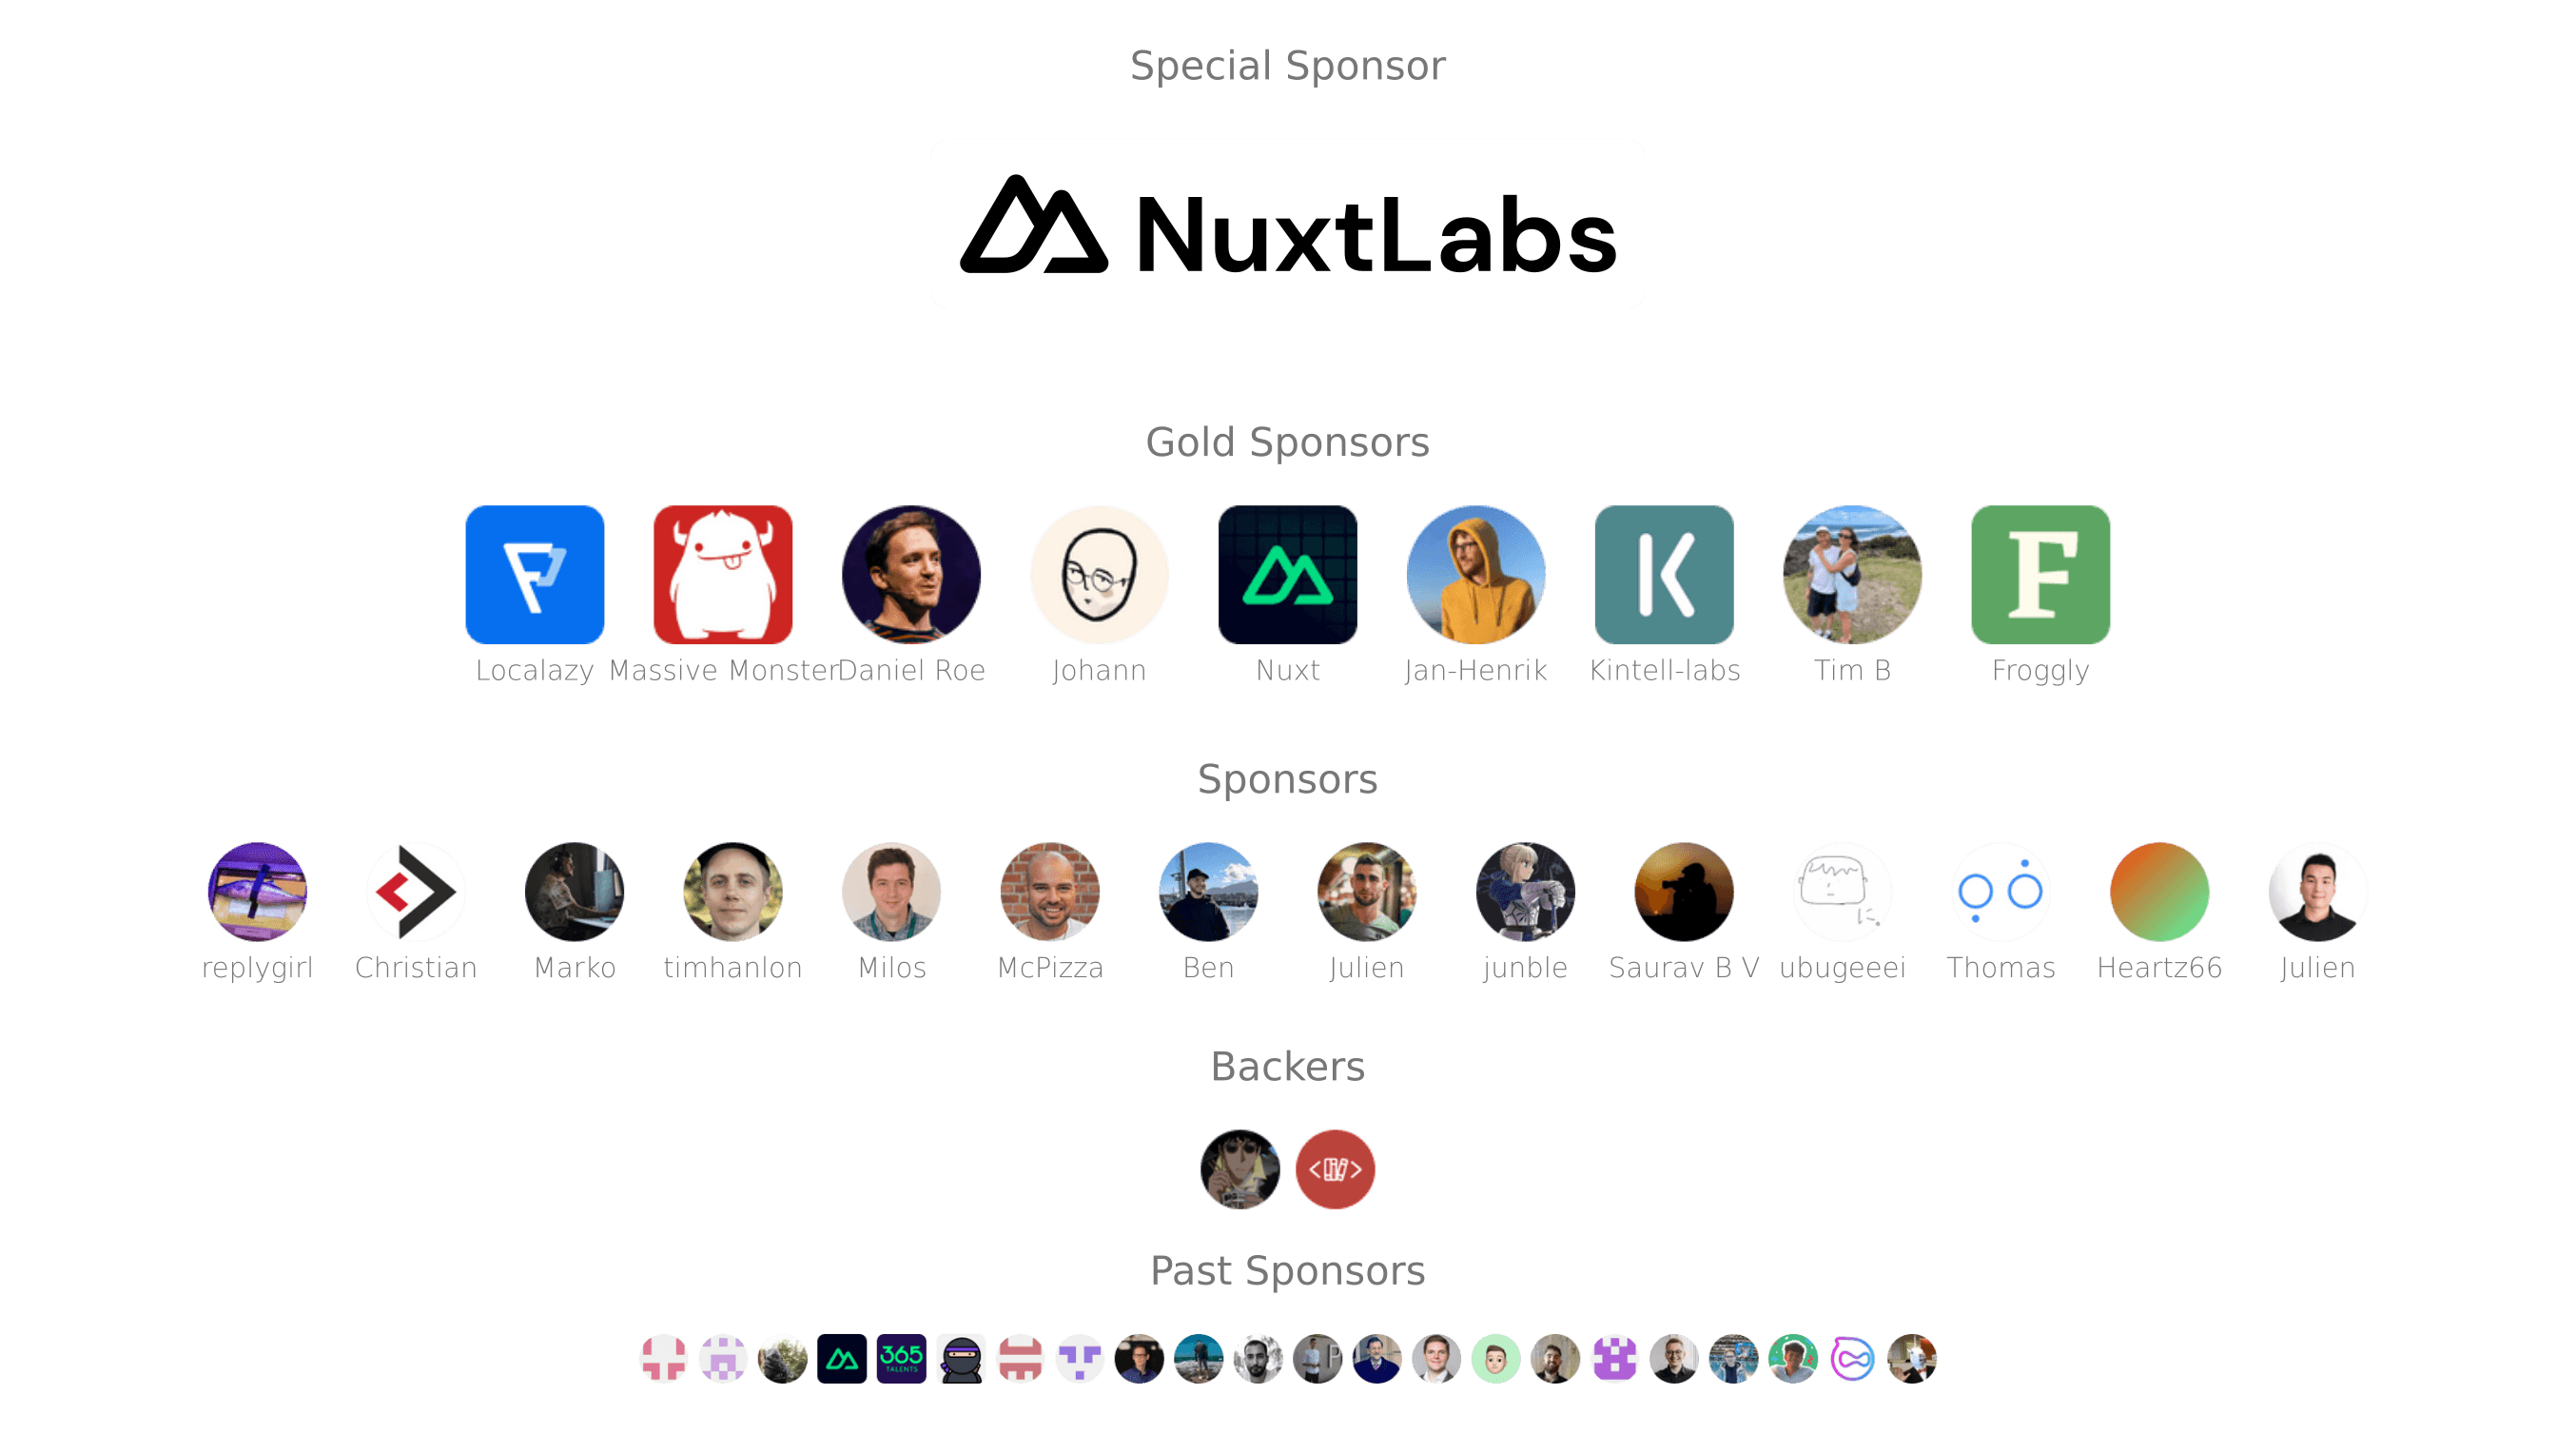 Special Sponsor
NuxtLabs
Gold Sponsors
F
Localazy Massive Monster Daniel Roe Johann Nuxt Jan-Henrik Kintell-labs Tim B Froggly
Sponsors
replygirl Christian Marko timhanlon Milos McPizza Ben Julien junble Saurav B V ubugeeei Thomas Heartz66 Julien
Backers
Past Sponsors
365
TALENTS